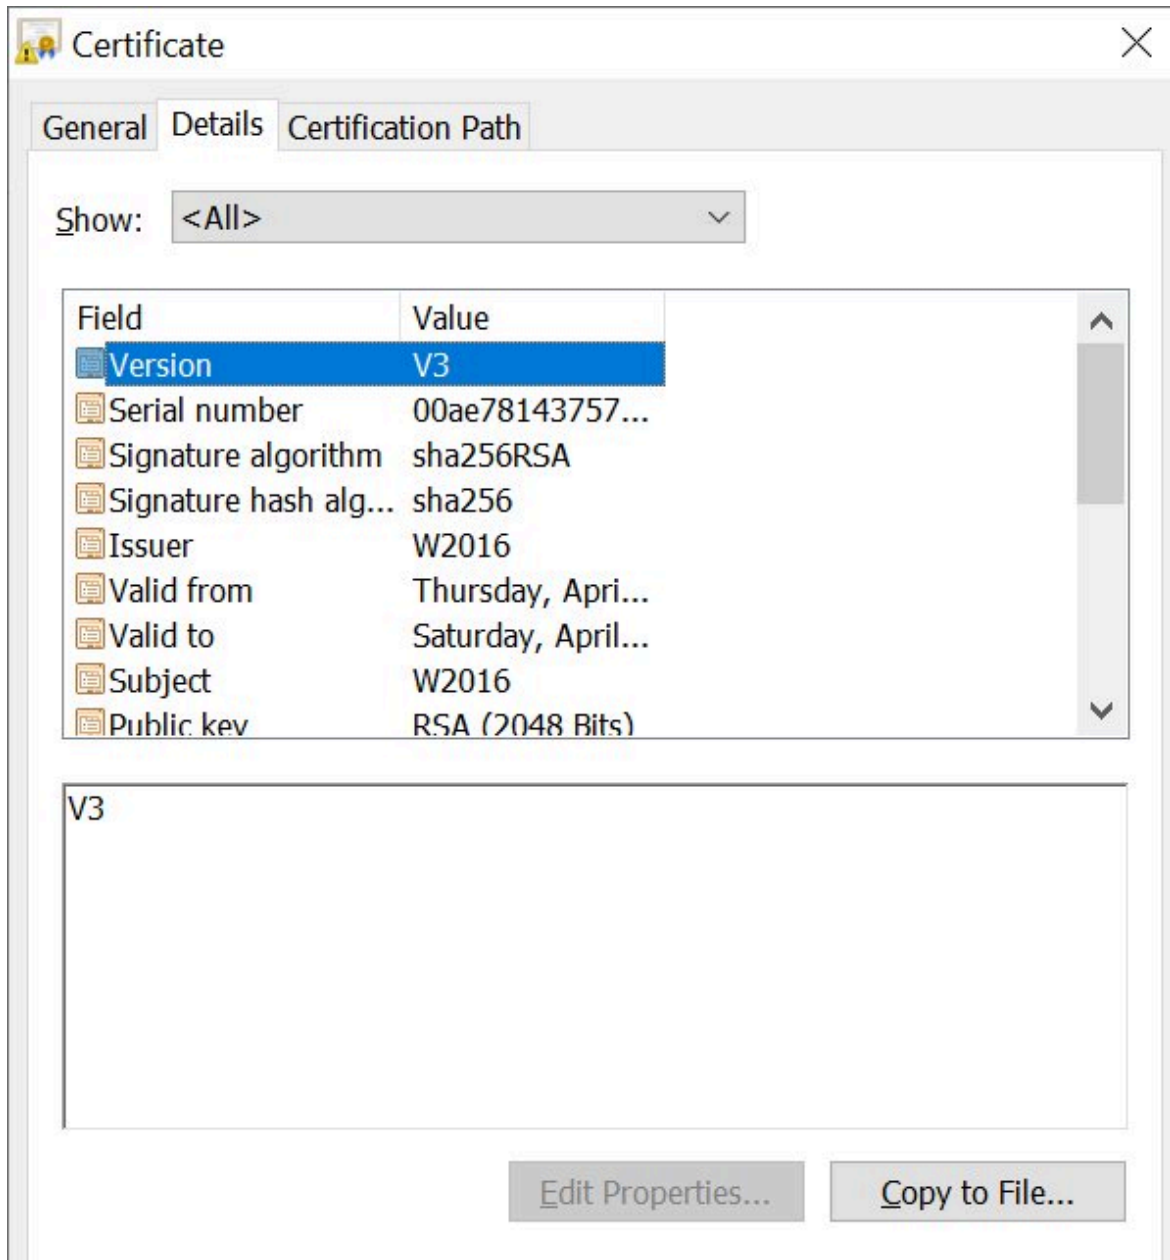 Certificate
General Details Certification Path
Show: <All>
Field Value
Version V3
Serial number 00ae78143757...
Signature algorithm sha256RSA
Signature hash alg... sha256
Issuer W2016
Valid from Thursday, Apri...
Valid to Saturday, April...
Subject W2016
Public key RSA (2048 Bits)
V3
Edit Properties... Copy to File...